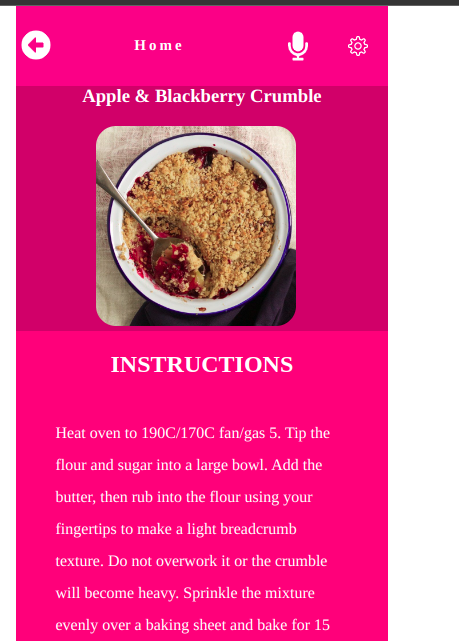 Home
Apple & Blackberry Crumble
INSTRUCTIONS
Heat oven to 190C/170C fan/gas 5. Tip the
flour and sugar into a large bowl. Add the
butter, then rub into the flour using your
fingertips to make a light breadcrumb
texture. Do not overwork it or the crumble
will become heavy. Sprinkle the mixture
evenly over a baking sheet and bake for 15